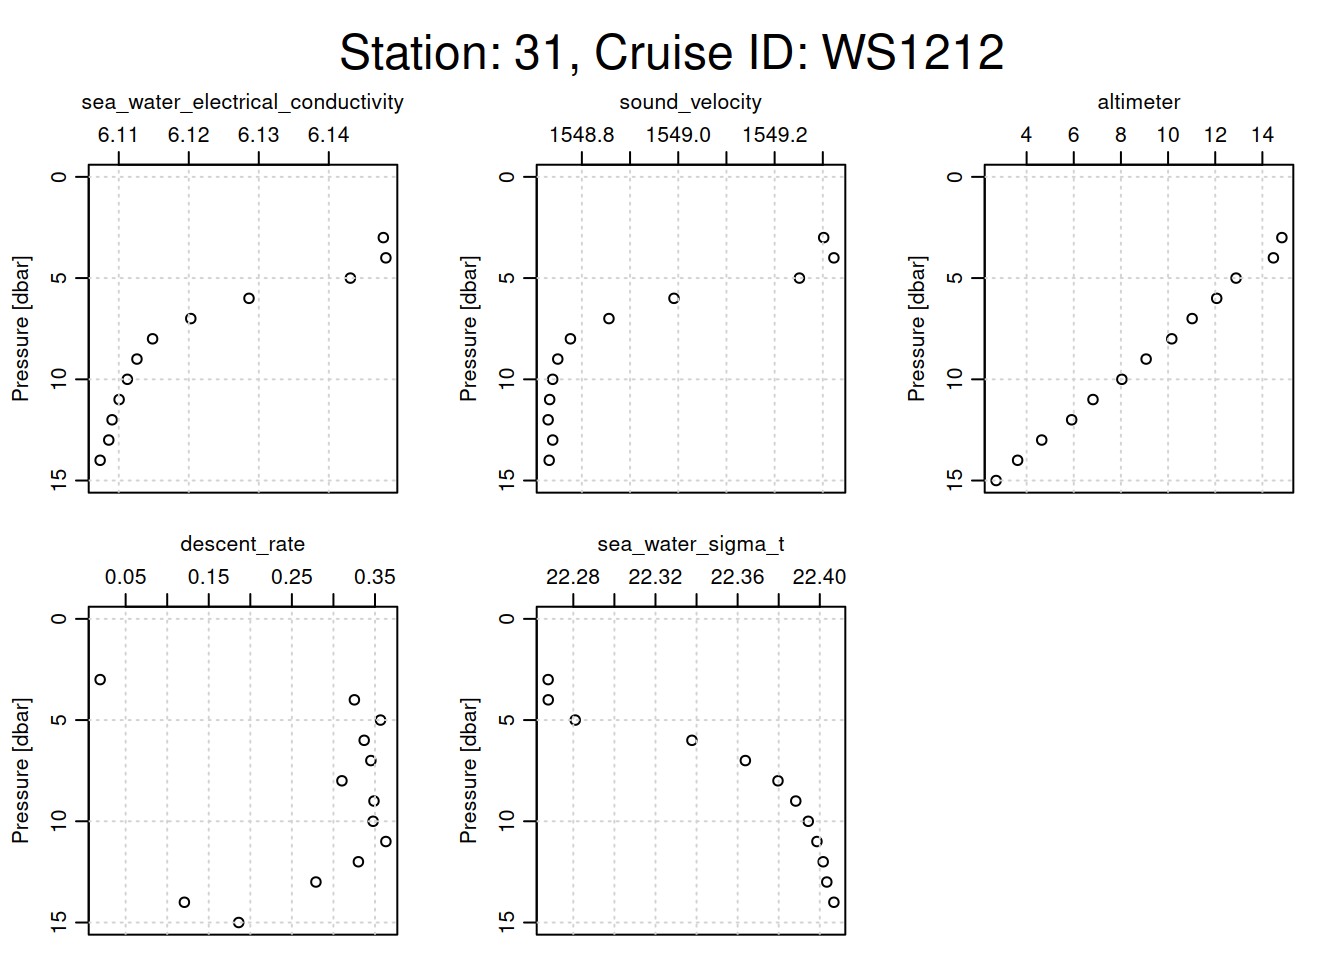 Station: 31, Cruise ID: WS1212
sea_water_electrical_conductivity
6.11 6.12 6.13 6.14
Pressure [dbar]
0
5
10
15
sound_velocity
1548.8 1549.0 1549.2
Pressure [dbar]
0
5
10
15
altimeter
4 6 8 10 12 14
Pressure [dbar]
0
5
10
15
descent_rate
0.05 0.15 0.25 0.35
Pressure [dbar]
0
5
10
15
sea_water_sigma_t
22.28 22.32 22.36 22.40
Pressure [dbar]
0
5
10
15